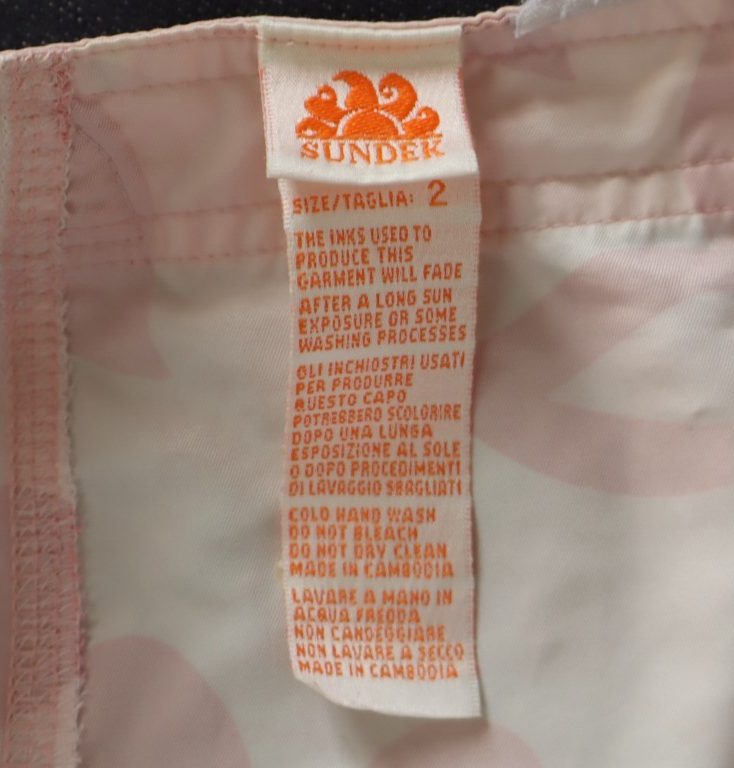 SUNDEK
SIZE/TAGLIA: 2
THE INKS USED TO
PRODUCE THIS
GARMENT WILL FADE
AFTER A LONG SUN
EXPOSURE OR SOME
WASHING PROCESSES
GLI INCHIOSTRI USATI
PER PRODURRE
QUESTO CAPO
POTREBBERO SCOLORIRE
DOPO UNA LUNGA
ESPOSIZIONE AL SOLE
O DOPO PROCEDIMENTI
DI LAVAGGIO SBAGLIATI
COLD HAND WASH
DO NOT BLEACH
DO NOT DRY CLEAN
MADE IN CAMBODIA
LAVARE A MANO IN
ACQUA FREDDA
NON CANDEGGIARE
NON LAVARE A SECCO
MADE IN CAMBODIA